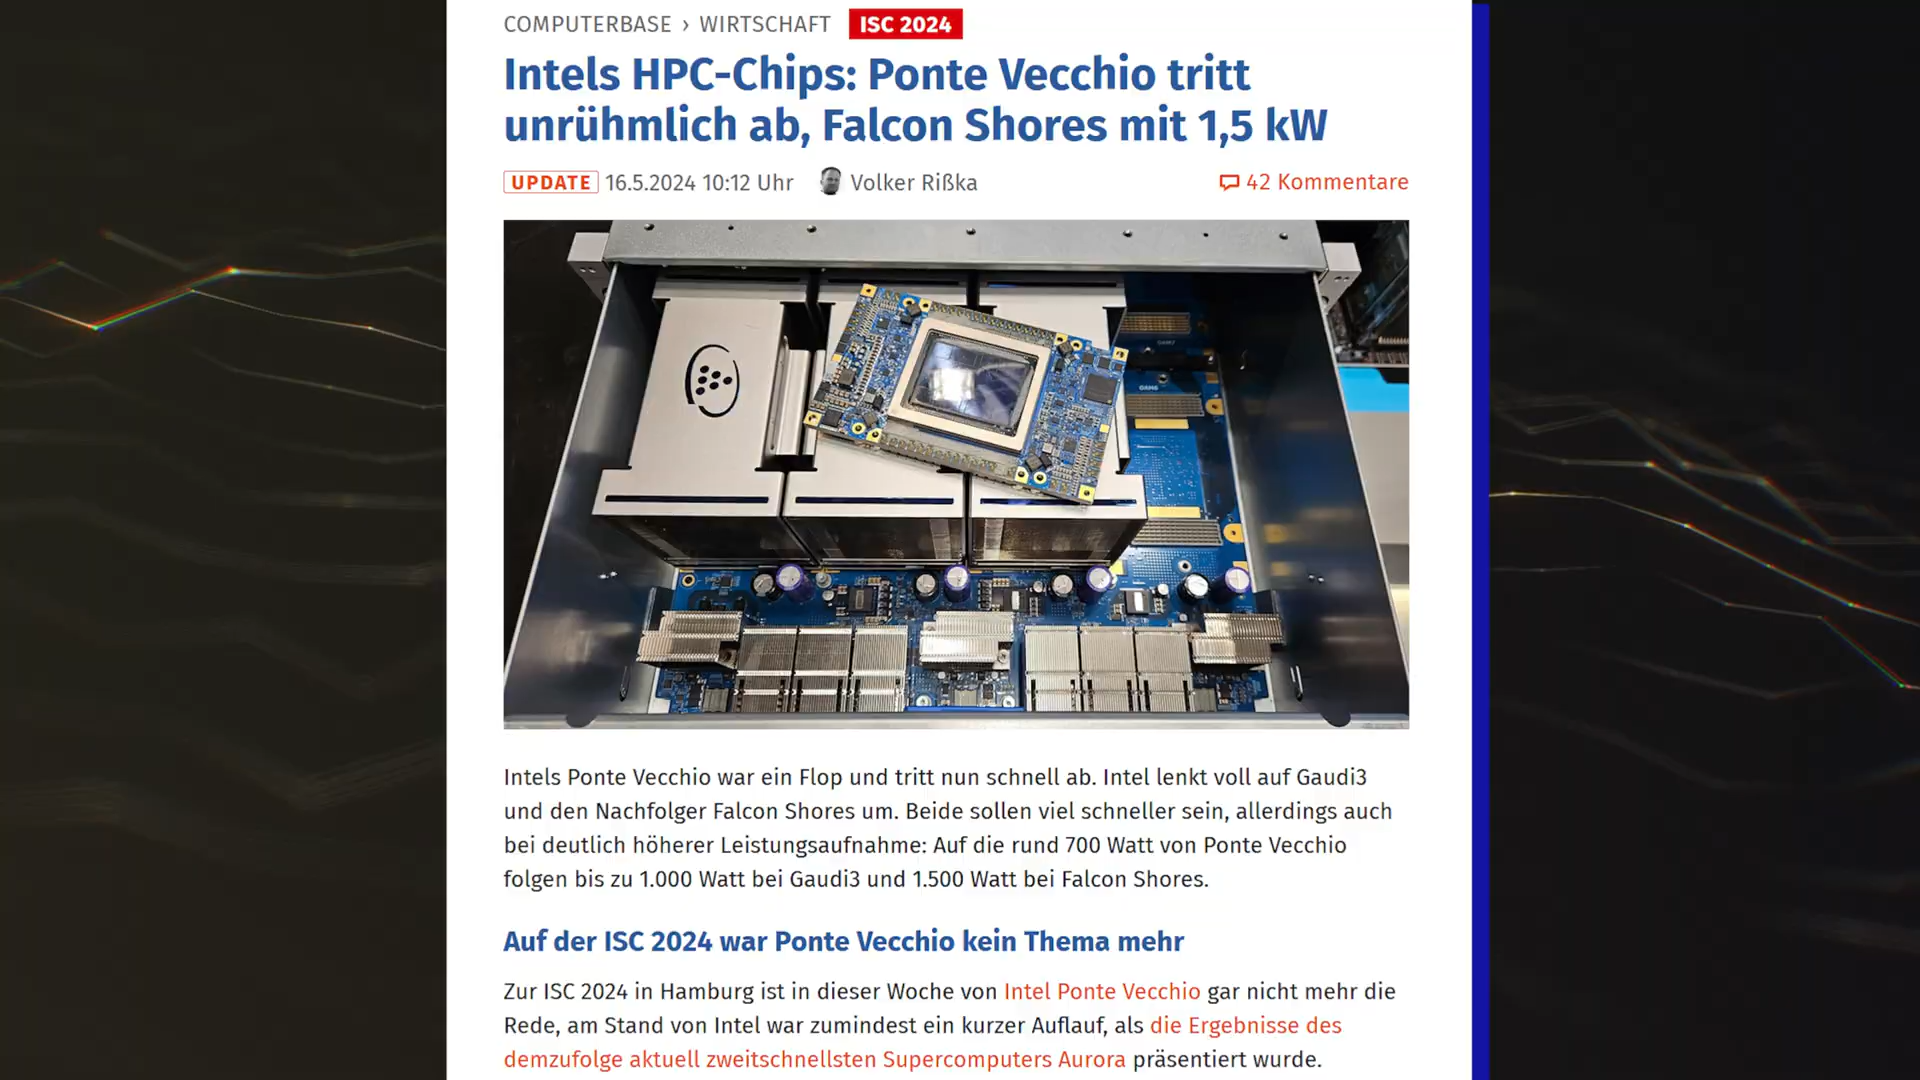 COMPUTERBASE › WIRTSCHAFT ISC 2024
Intels HPC-Chips: Ponte Vecchio tritt
unrühmlich ab, Falcon Shores mit 1,5 kW
UPDATE 16.5.2024 10:12 Uhr Volker Rißka 42 Kommentare
Intels Ponte Vecchio war ein Flop und tritt nun schnell ab. Intel lenkt voll auf Gaudi3
und den Nachfolger Falcon Shores um. Beide sollen viel schneller sein, allerdings auch
bei deutlich höherer Leistungsaufnahme: Auf die rund 700 Watt von Ponte Vecchio
folgen bis zu 1.000 Watt bei Gaudi3 und 1.500 Watt bei Falcon Shores.
Auf der ISC 2024 war Ponte Vecchio kein Thema mehr
Zur ISC 2024 in Hamburg ist in dieser Woche von Intel Ponte Vecchio gar nicht mehr die
Rede, am Stand von Intel war zumindest ein kurzer Auflauf, als die Ergebnisse des
demzufolge aktuell zweitschnellsten Supercomputers Aurora präsentiert wurde.